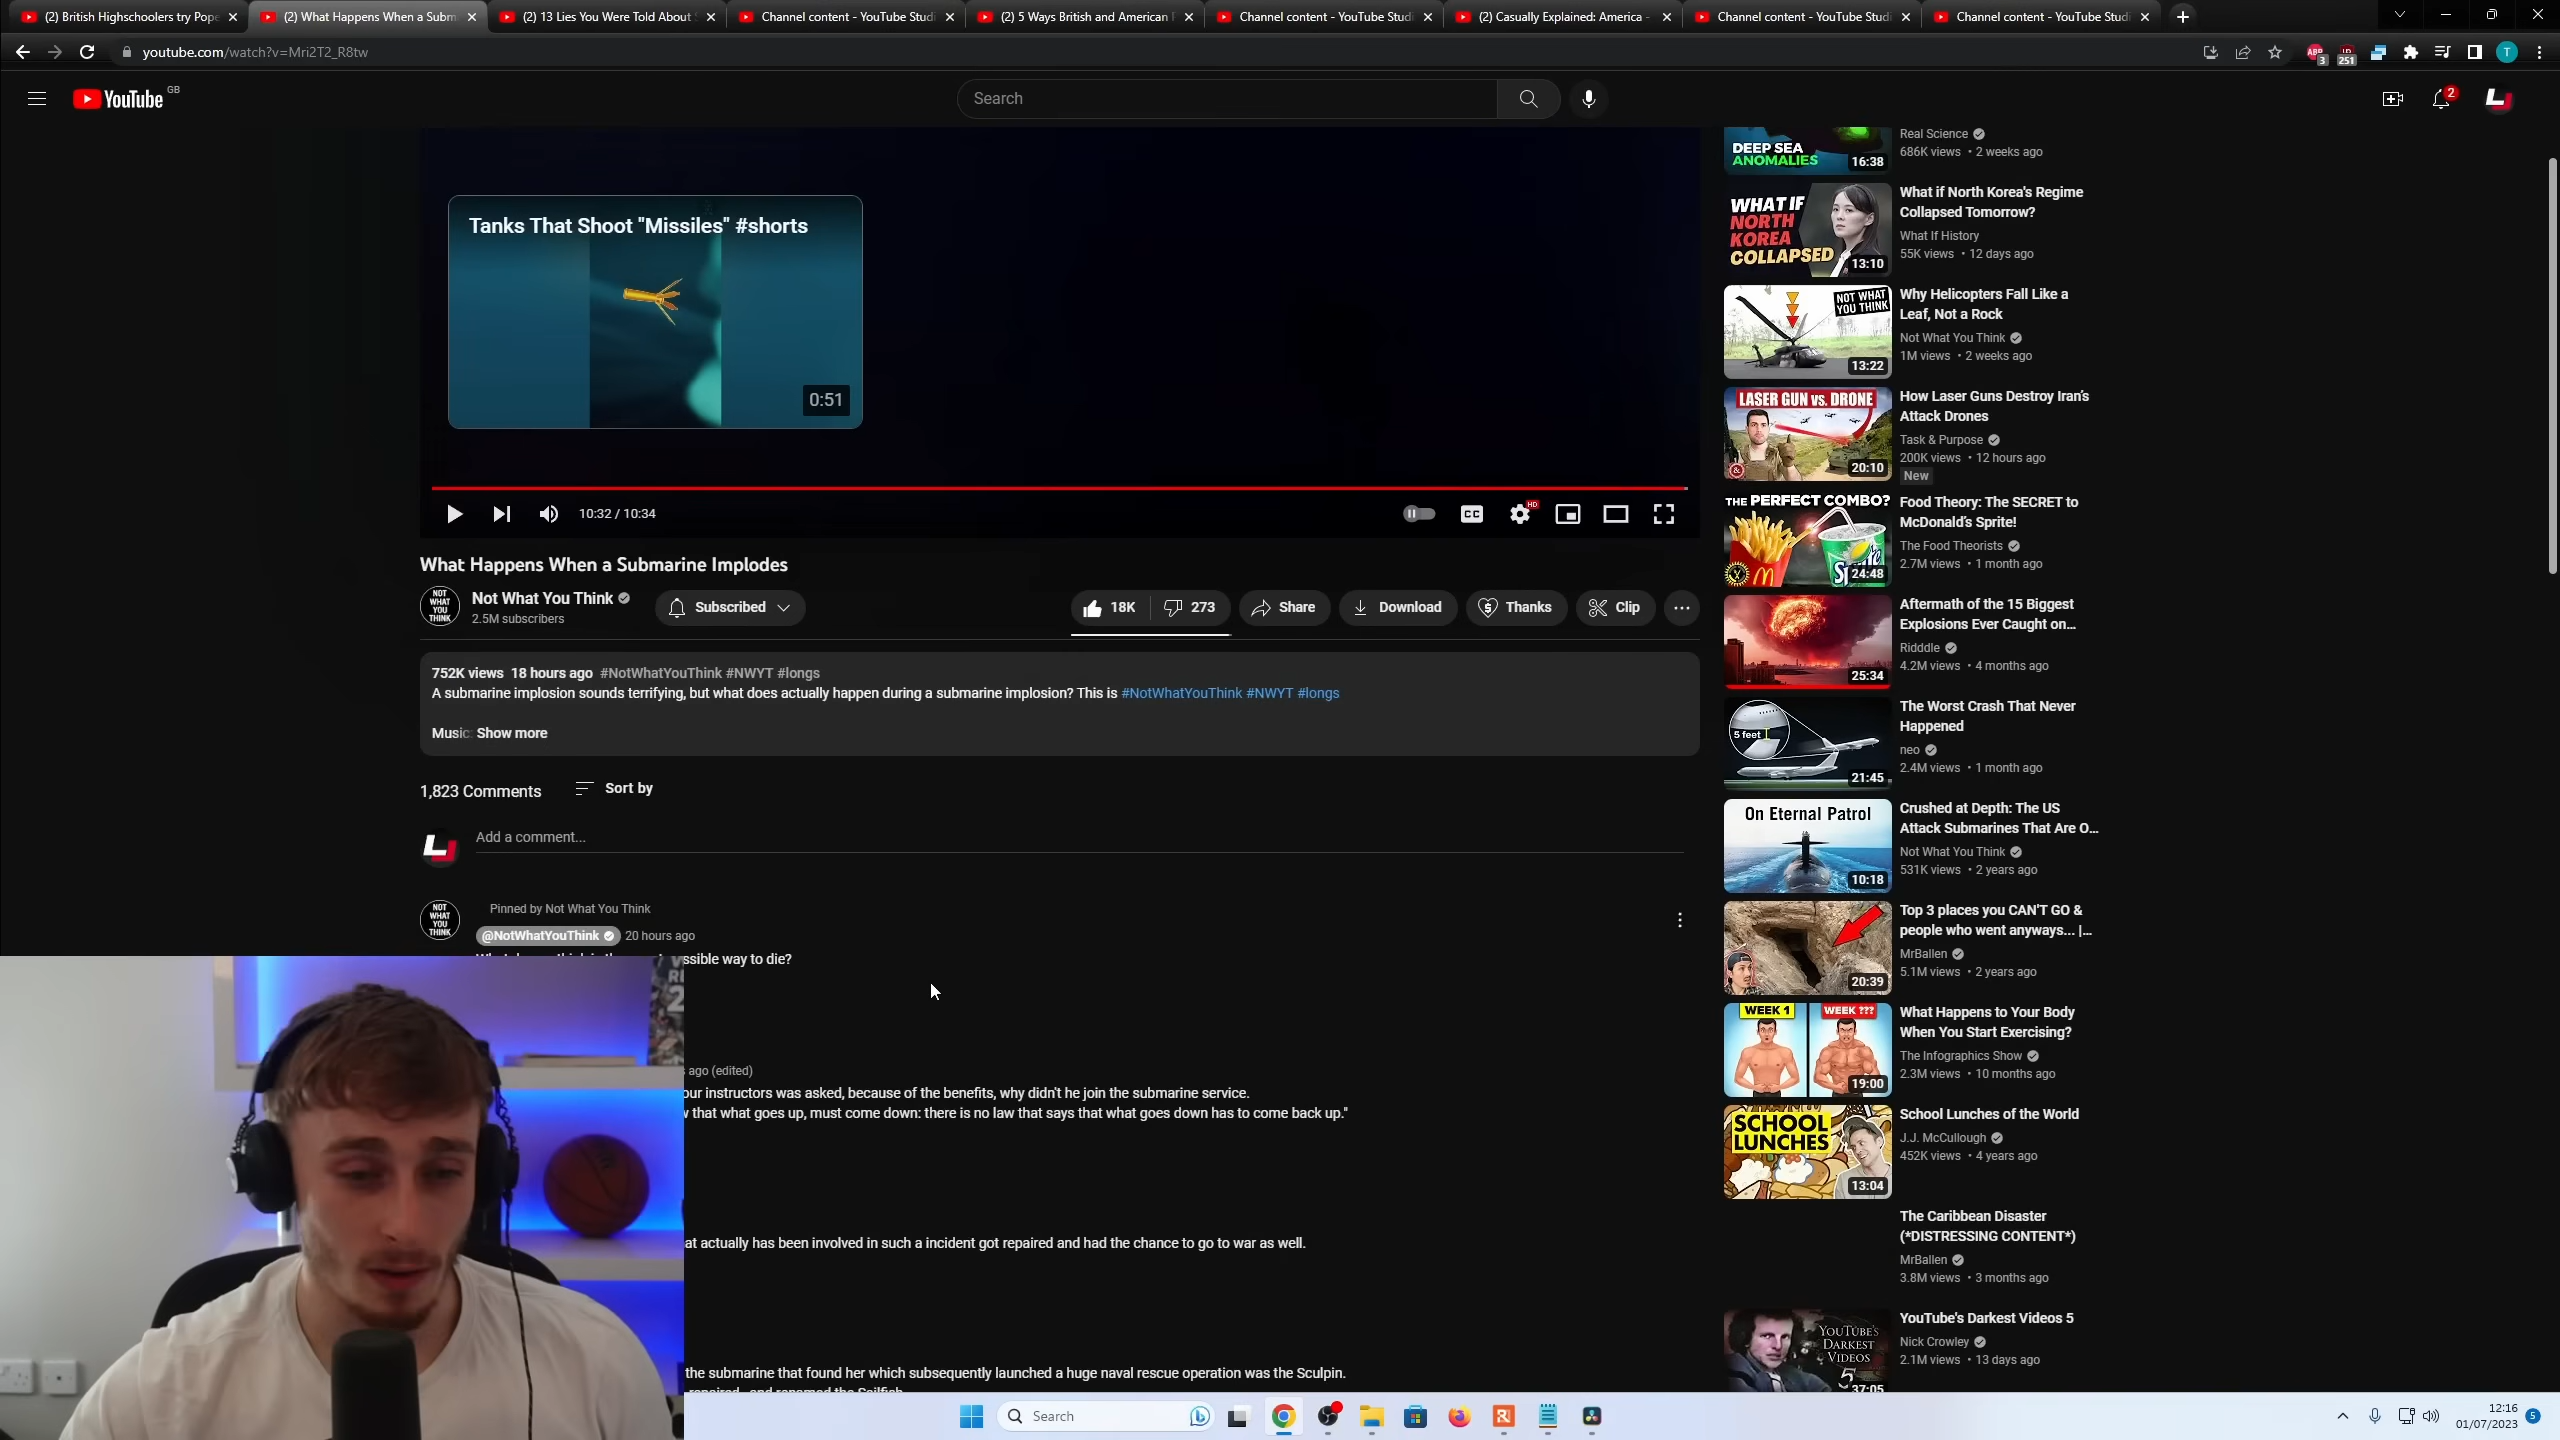 (2) British Highschoolers try Pope
(2) What Happens When a Subm
(2) 13 Lies You Were Told About S
Channel content - YouTube Studi
(2) 5 Ways British and American F
Channel content - YouTube Studi
(2) Casually Explained: America -
Channel content - YouTube Studi
Channel content - YouTube Studi
youtube.com/watch?v=Mri2T2_R8tw
ABP
3
251
T
YouTube GB
Search
2
Tanks That Shoot "Missiles" #shorts
0:51
10:32 / 10:34
CC
HD
What Happens When a Submarine Implodes
NOT WHAT YOU THINK
Not What You Think
2.5M subscribers
Subscribed
18K
273
Share
Download
Thanks
Clip
752K views 18 hours ago #NotWhatYouThink #NWYT #longs
A submarine implosion sounds terrifying, but what does actually happen during a submarine implosion? This is #NotWhatYouThink #NWYT #longs
Music: Show more
1,823 Comments
Sort by
Add a comment...
NOT WHAT YOU THINK
Pinned by Not What You Think
@NotWhatYouThink 20 hours ago
ssible way to die?
ago (edited)
our instructors was asked, because of the benefits, why didn't he join the submarine service.
that what goes up, must come down: there is no law that says that what goes down has to come back up."
at actually has been involved in such a incident got repaired and had the chance to go to war as well.
the submarine that found her which subsequently launched a huge naval rescue operation was the Sculpin.
DEEP SEA
ANOMALIES
16:38
Real Science
686K views • 2 weeks ago
WHAT IF
NORTH
KOREA
COLLAPSED
13:10
What if North Korea's Regime
Collapsed Tomorrow?
What If History
55K views • 12 days ago
NOT WHAT
YOU THINK
13:22
Why Helicopters Fall Like a
Leaf, Not a Rock
Not What You Think
1M views • 2 weeks ago
LASER GUN vs. DRONE
20:10
How Laser Guns Destroy Iran's
Attack Drones
Task & Purpose
200K views • 12 hours ago
New
THE PERFECT COMBO?
24:48
Food Theory: The SECRET to
McDonald's Sprite!
The Food Theorists
2.7M views • 1 month ago
25:34
Aftermath of the 15 Biggest
Explosions Ever Caught on...
Ridddle
4.2M views • 4 months ago
5 feet
21:45
The Worst Crash That Never
Happened
neo
2.4M views • 1 month ago
On Eternal Patrol
10:18
Crushed at Depth: The US
Attack Submarines That Are O...
Not What You Think
531K views • 2 years ago
20:39
Top 3 places you CAN'T GO &
people who went anyways... |...
MrBallen
5.1M views • 2 years ago
WEEK 1
WEEK ???
19:00
What Happens to Your Body
When You Start Exercising?
The Infographics Show
2.3M views • 10 months ago
SCHOOL
LUNCHES
13:04
School Lunches of the World
J.J. McCullough
452K views • 4 years ago
The Caribbean Disaster
(*DISTRESSING CONTENT*)
MrBallen
3.8M views • 3 months ago
YOUTUBE'S
DARKEST
VIDEOS
5
37:05
YouTube's Darkest Videos 5
Nick Crowley
2.1M views • 13 days ago
Search
12:16
01/07/2023
5